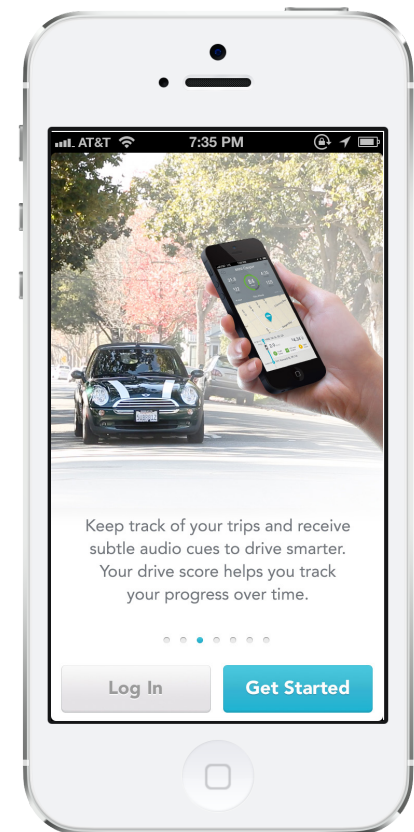 AT&T 7:35 PM
Keep track of your trips and receive
subtle audio cues to drive smarter.
Your drive score helps you track
your progress over time.
Log In Get Started